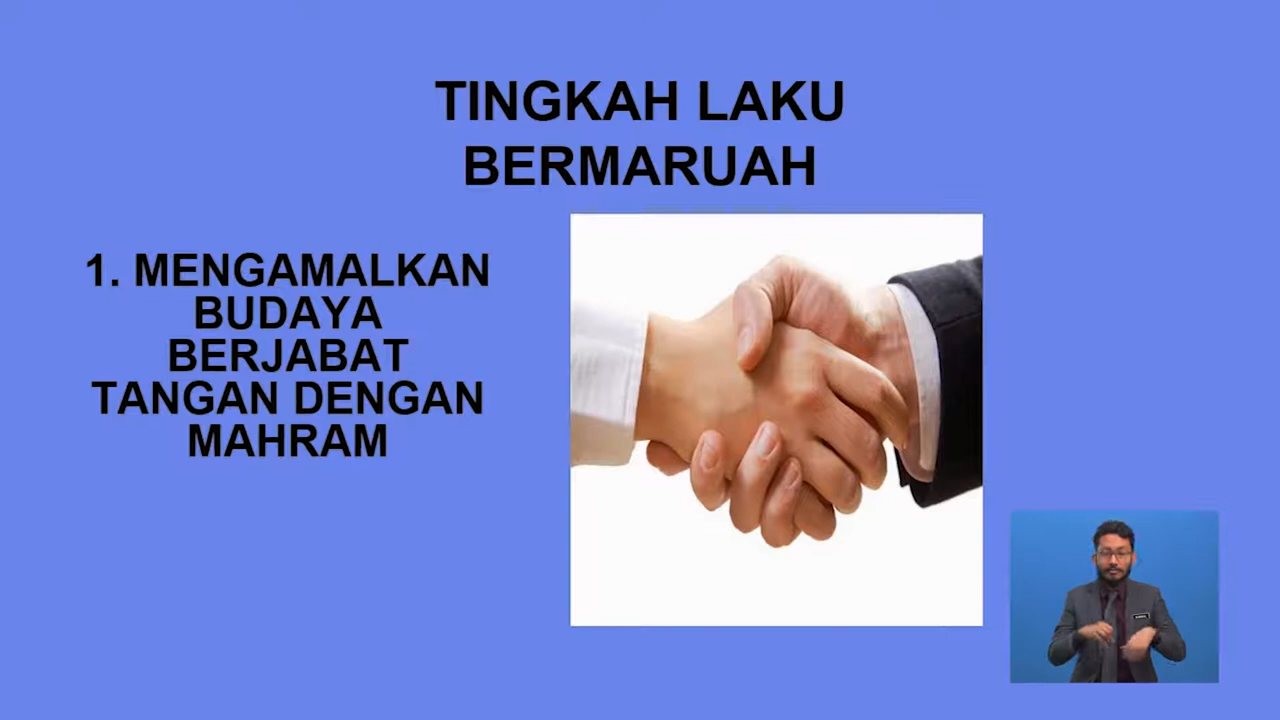 TINGKAH LAKU
BERMARUAH
1. MENGAMALKAN
BUDAYA
BERJABAT
TANGAN DENGAN
MAHRAM